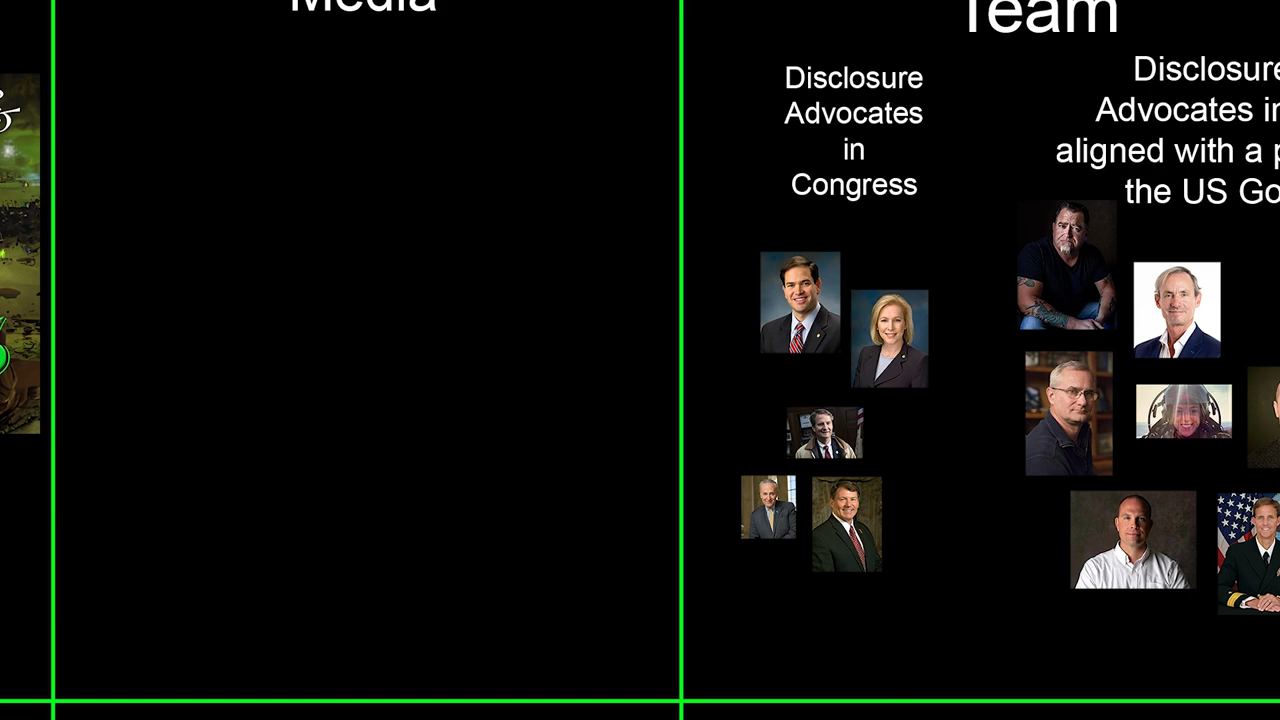 Media
Team
Disclosure
Advocates
in
Congress
Disclosure
Advocates in
aligned with a p
the US Go
&